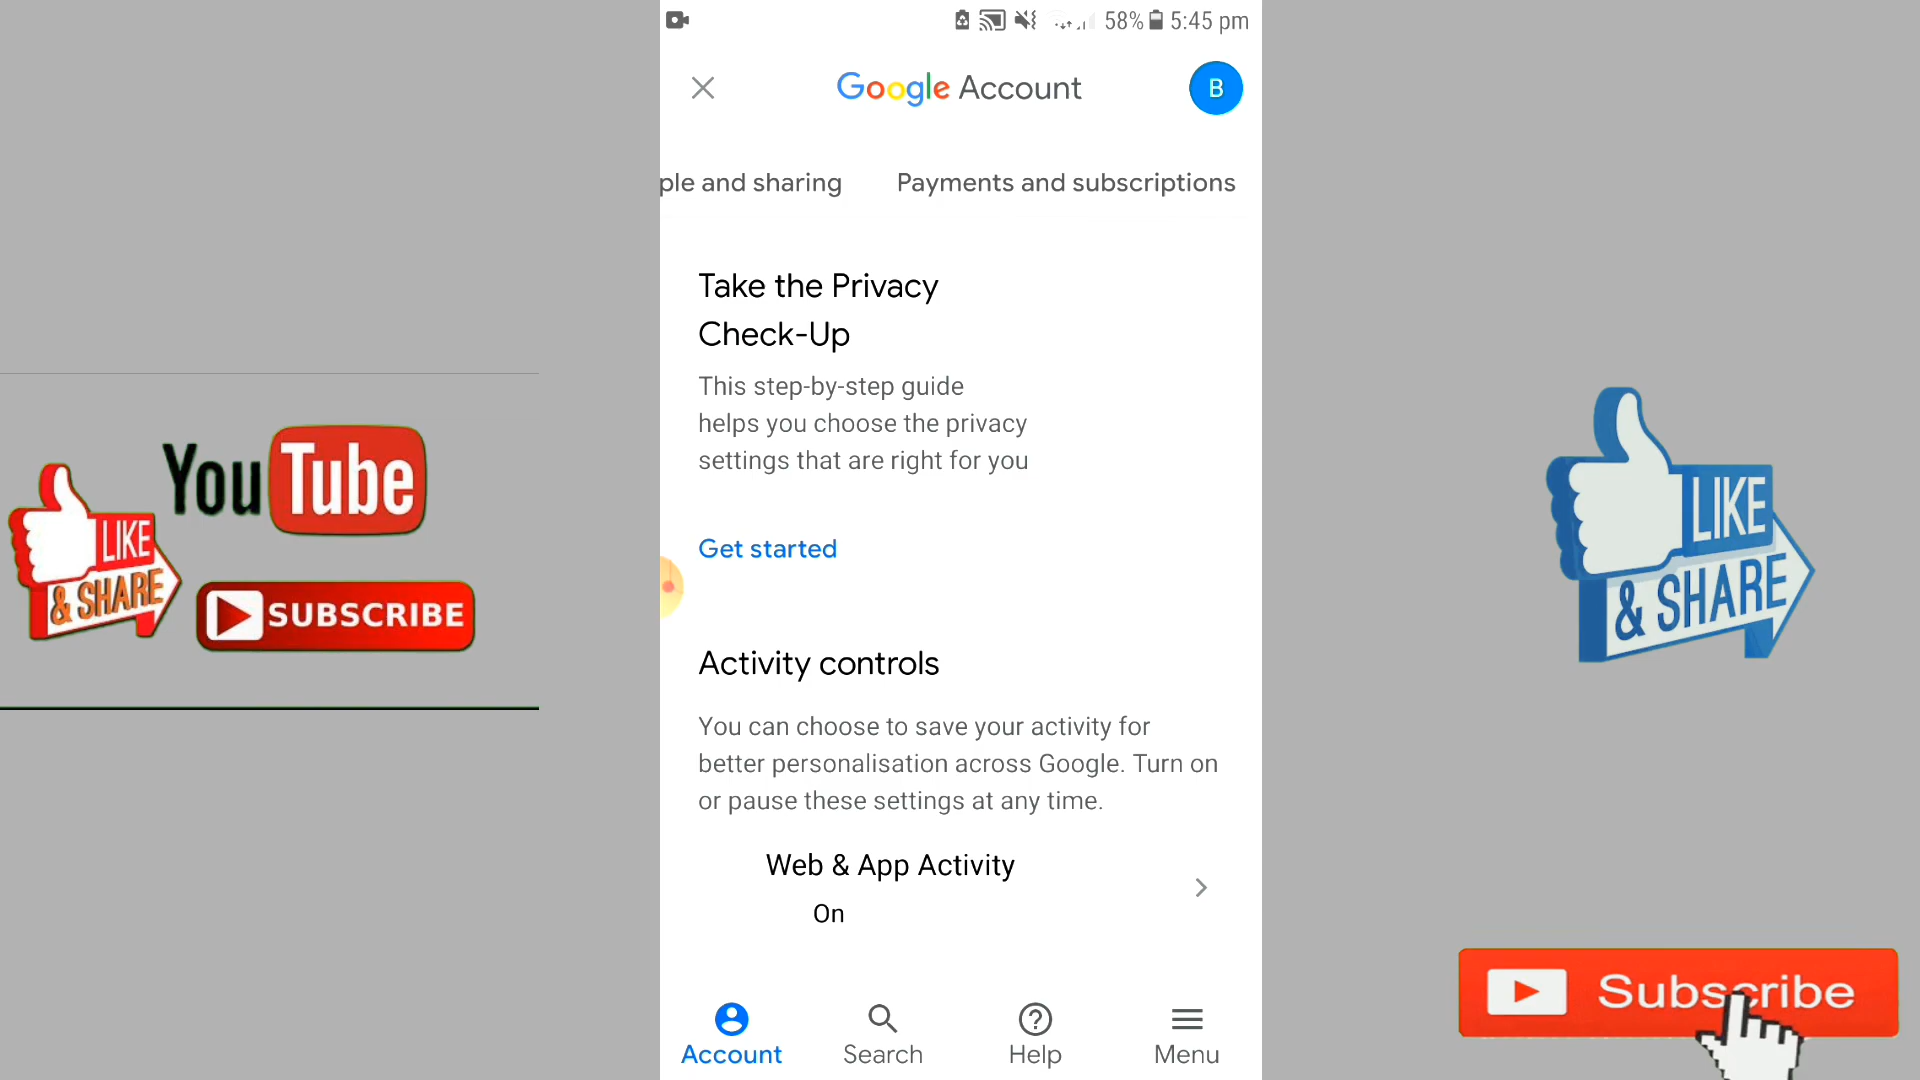 58% 5:45 pm
Google Account
B
ple and sharing
Payments and subscriptions
Take the Privacy
Check-Up
This step-by-step guide
helps you choose the privacy
settings that are right for you
Get started
Activity controls
You can choose to save your activity for
better personalisation across Google. Turn on
or pause these settings at any time.
Web & App Activity
On
Account
Search
Help
Menu
YouTube
LIKE
& SHARE
SUBSCRIBE
LIKE
& SHARE
Subscribe